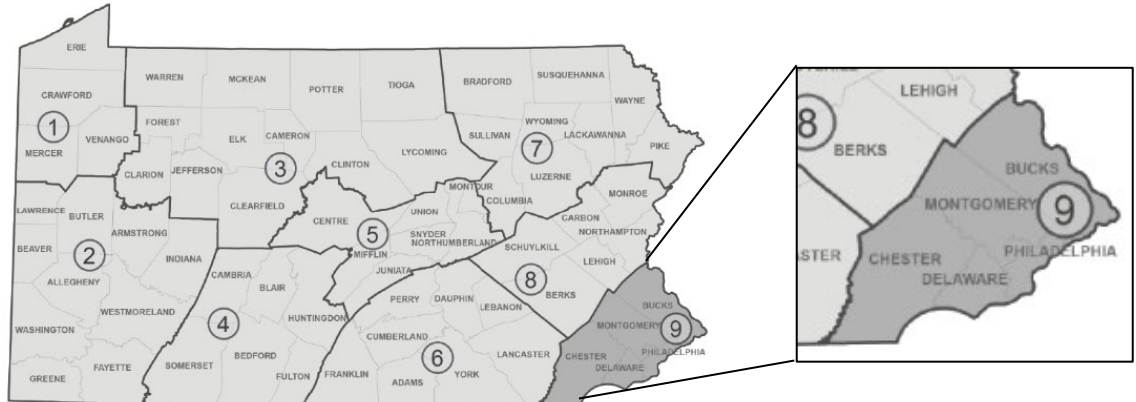 ERIE
WARREN
MCKEAN
POTTER
TIOGA
BRADFORD
SUSQUEHANNA
CRAWFORD
WAYNE
FOREST
WYOMING
1
VENANGO
ELK
CAMERON
SULLIVAN
LACKAWANNA
MERCER
7
PIKE
LYCOMING
CLARION
JEFFERSON
3
CLINTON
LUZERNE
MONTOUR
MONROE
COLUMBIA
LAWRENCE
BUTLER
CLEARFIELD
CENTRE
UNION
CARBON
ARMSTRONG
5
SNYDER
NORTHAMPTON
BEAVER
2
NORTHUMBERLAND
SCHUYLKILL
INDIANA
MIFFLIN
LEHIGH
ALLEGHENY
CAMBRIA
JUNIATA
8
BLAIR
BERKS
WESTMORELAND
PERRY
DAUPHIN
LEBANON
BUCKS
HUNTINGDON
WASHINGTON
4
CUMBERLAND
MONTGOMERY
9
6
LANCASTER
PHILADELPHIA
SOMERSET
BEDFORD
CHESTER
GREENE
FAYETTE
FULTON
FRANKLIN
ADAMS
YORK
DELAWARE
LEHIGH
8
BERKS
BUCKS
MONTGOMERY
9
ASTER
CHESTER
PHILADELPHIA
DELAWARE